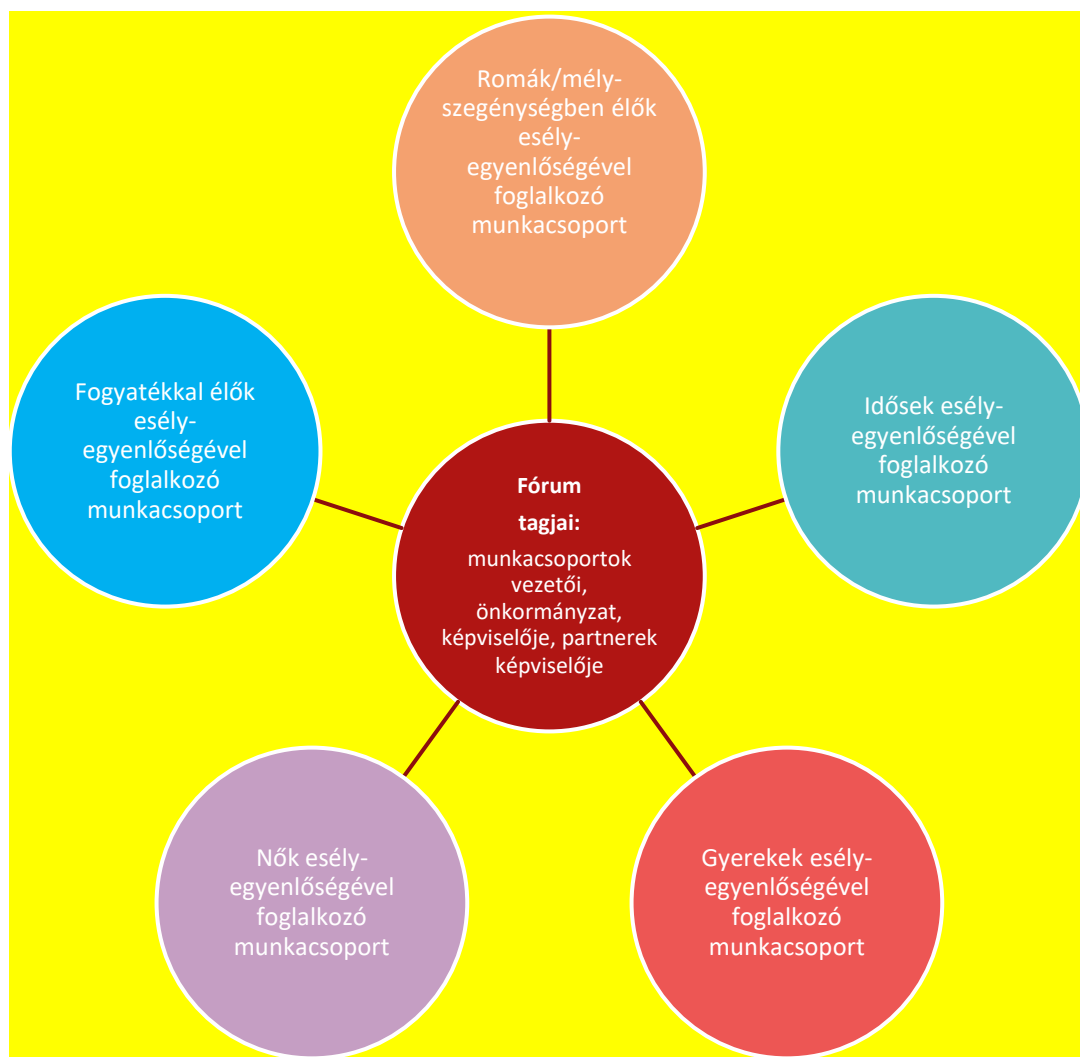 Romák/mély-
szegénységben élők
esély-
egyenlőségével
foglalkozó
munkacsoport
Fogyatékkal élők
esély-
egyenlőségével
foglalkozó
munkacsoport
Idősek esély-
egyenlőségével
foglalkozó
munkacsoport
Fórum
tagjai:
munkacsoportok
vezetői,
önkormányzat,
képviselője, partnerek
képviselője
Nők esély-
egyenlőségével
foglalkozó
munkacsoport
Gyerekek esély-
egyenlőségével
foglalkozó
munkacsoport